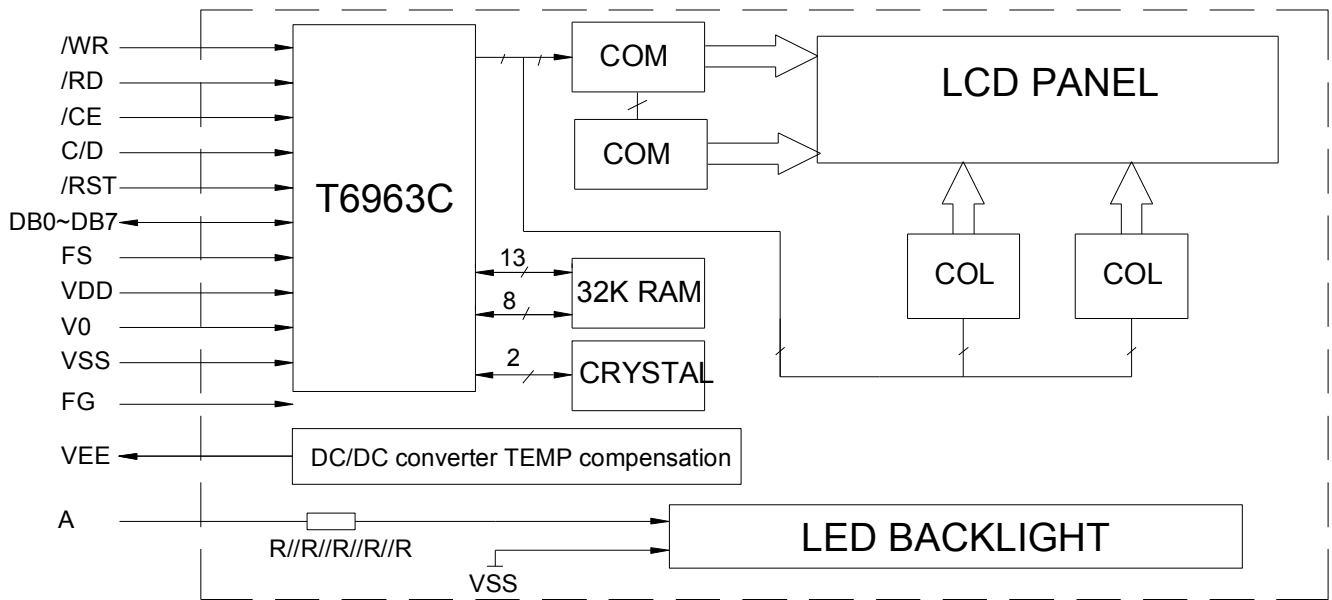 /WR
/RD
/CE
C/D
/RST
DB0~DB7
FS
VDD
V0
VSS
FG
VEE
A
T6963C
COM
COM
LCD PANEL
13
8
32K RAM
2
CRYSTAL
COL
COL
DC/DC converter TEMP compensation
R//R//R//R//R
VSS
LED BACKLIGHT